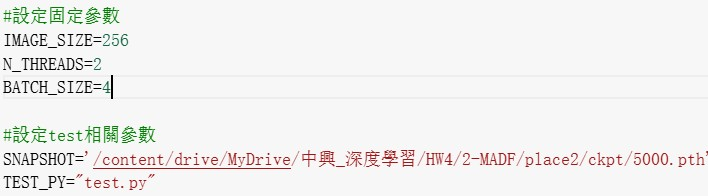 #設定固定參數
IMAGE_SIZE=256
N_THREADS=2
BATCH_SIZE=4
#設定test相關參數
SNAPSHOT='/content/drive/MyDrive/中興_深度學習/HW4/2-MADF/place2/ckpt/5000.pth'
TEST_PY="test.py"